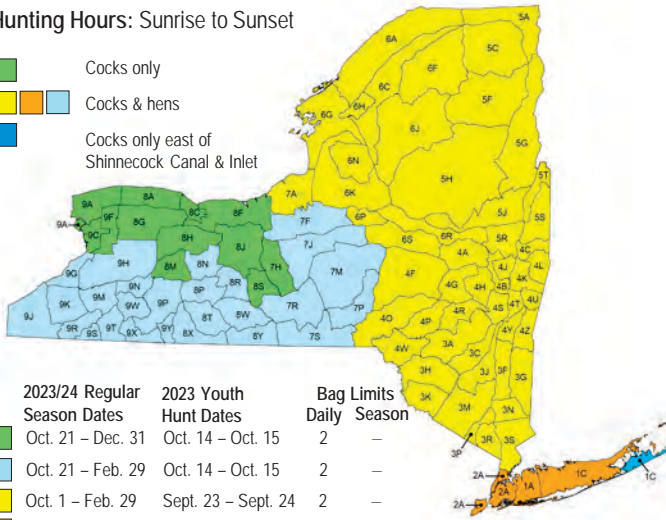 Hunting Hours: Sunrise to Sunset
Cocks only
Cocks & hens
Cocks only east of
Shinnecock Canal & Inlet
5A
6A
5C
6F
6C
5F
6H
6G
6J
5G
6N
5H
5T
7A
6K
9A
8A
8C
8F
9F
8G
9A
9C
7F
6P
5J
5S
8H
8J
7J
6S
6R
5R
4C
9H
4A
9G
8M
8N
7H
7M
4F
4J
4L
9N
8P
8R
8S
4G
4H
4B
4K
9K
9M
9W
9P
7R
7P
4R
4S
4T
4U
9J
8T
8W
4O
4P
9R
9S
9T
9X
9Y
8X
8Y
7S
4Y
4Z
4W
3A
3C
3H
3J
3F
3G
3K
3M
3N
3P
3R
3S
2A
2A
1A
1C
1C
2A
2023/24 Regular 2023 Youth Bag Limits
Season Dates Hunt Dates Daily Season
Oct. 21 – Dec. 31 Oct. 14 – Oct. 15 2 –
Oct. 21 – Feb. 29 Oct. 14 – Oct. 15 2 –
Oct. 1 – Feb. 29 Sept. 23 – Sept. 24 2 –